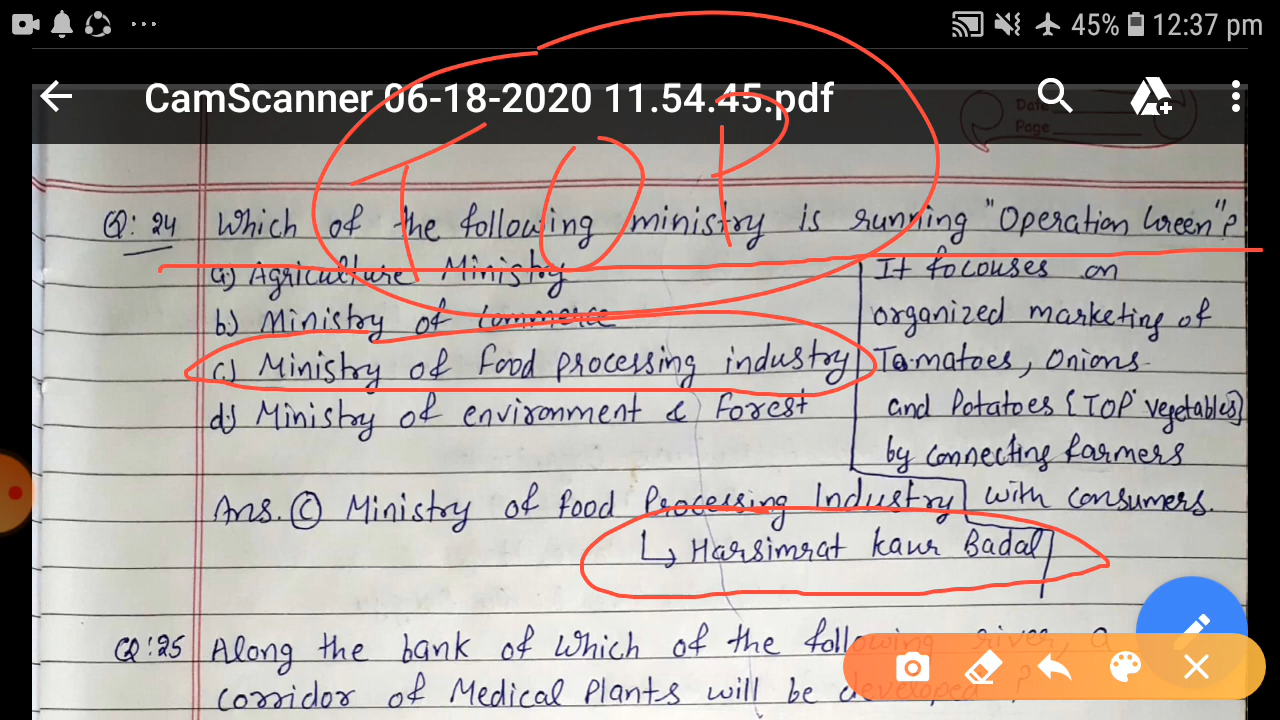 45% 12:37 pm
CamScanner 06-18-2020 11.54.45.pdf
Date
Page
TOP
Q: 24 Which of the following ministry is running "Operation Green"?
a) Agriculture Ministry
b) Ministry of Commerce
c) Ministry of Food processing industry
d) Ministry of environment & Forest
It focouses on
organized marketing of
Tomatoes, Onions
and Potatoes {TOP vegetables}
by connecting farmers
with consumers.
Ans. (C) Ministry of food Processing Industry
↳ Harsimrat Kaur Badal
Q:25 Along the bank of which of the following river, a
corridor of Medical Plants will be developed ?